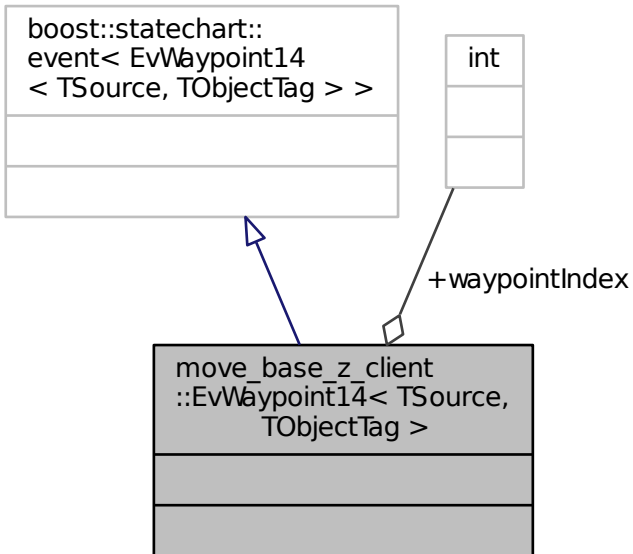 boost::statechart::
event< EvWaypoint14
< TSource, TObjectTag > >
int
+waypointIndex
move_base_z_client
::EvWaypoint14< TSource,
TObjectTag >